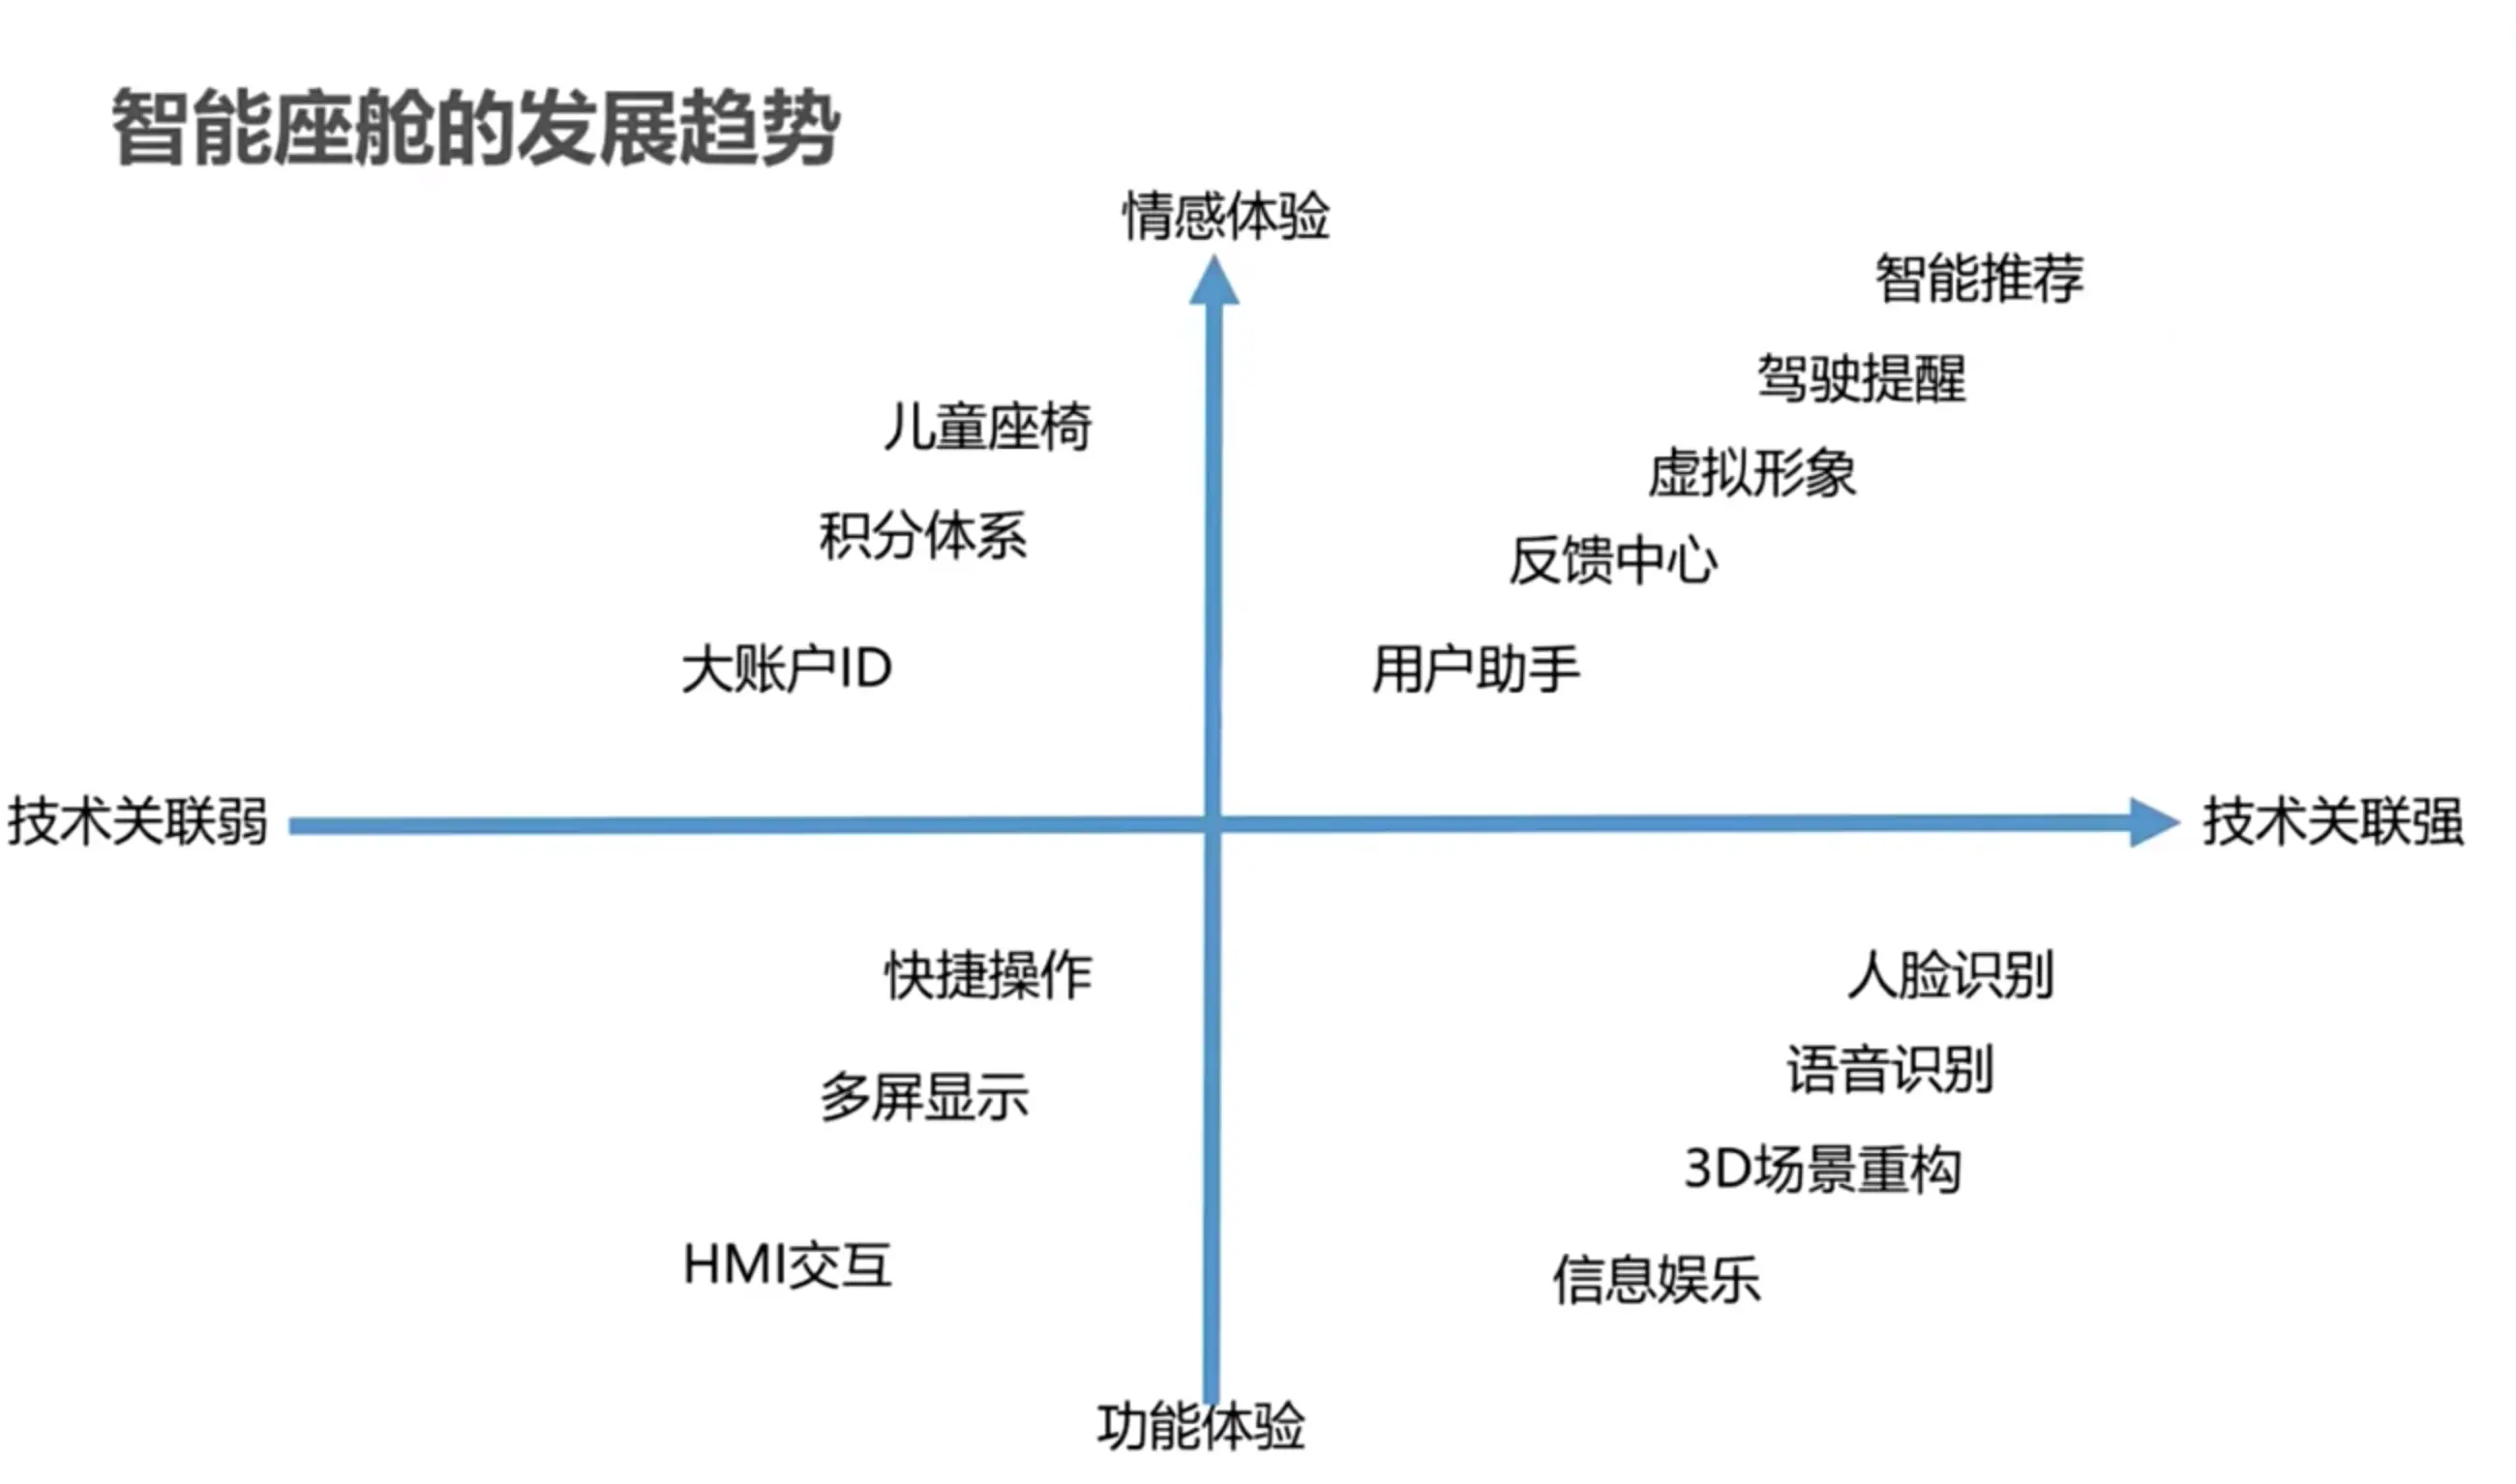 智能座舱的发展趋势
情感体验
智能推荐
驾驶提醒
儿童座椅
虚拟形象
积分体系
反馈中心
大账户ID
用户助手
技术关联弱
技术关联强
快捷操作
人脸识别
语音识别
多屏显示
3D场景重构
HMI交互
信息娱乐
功能体验